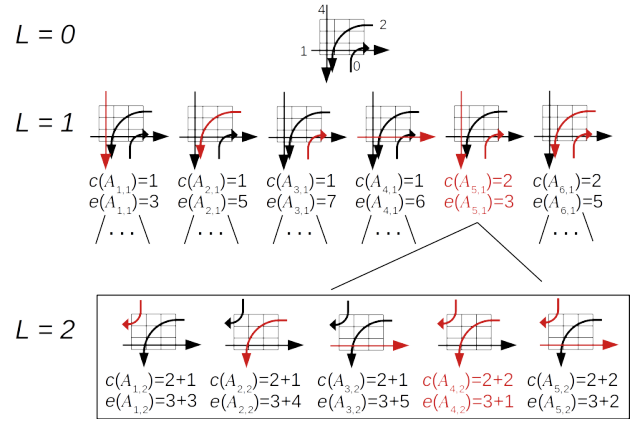 L = 0
4
2
1
0
L = 1
c(A1,1)=1 c(A2,1)=1 c(A3,1)=1 c(A4,1)=1 c(A5,1)=2 c(A6,1)=2
e(A1,1)=3 e(A2,1)=5 e(A3,1)=7 e(A4,1)=6 e(A5,1)=3 e(A6,1)=5
... ... ... ... ...
L = 2
c(A1,2)=2+1 c(A2,2)=2+1 c(A3,2)=2+1 c(A4,2)=2+2 c(A5,2)=2+2
e(A1,2)=3+3 e(A2,2)=3+4 e(A3,2)=3+5 e(A4,2)=3+1 e(A5,2)=3+2